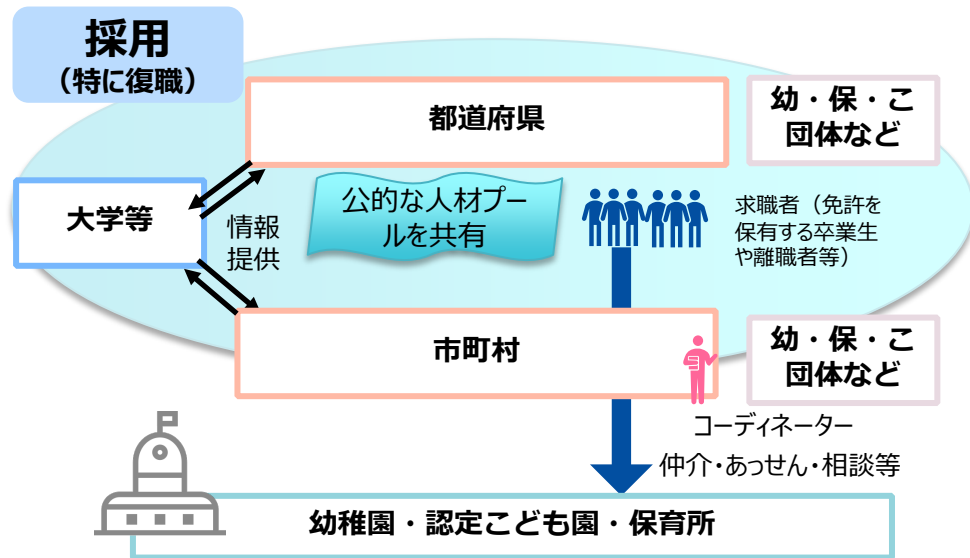 採用
（特に復職）
都道府県
幼・保・こ
団体など
大学等
情報
提供
公的な人材プー
ルを共有
求職者（免許を
保有する卒業生
や離職者等）
市町村
幼・保・こ
団体など
コーディネーター
仲介・あっせん・相談等
幼稚園・認定こども園・保育所